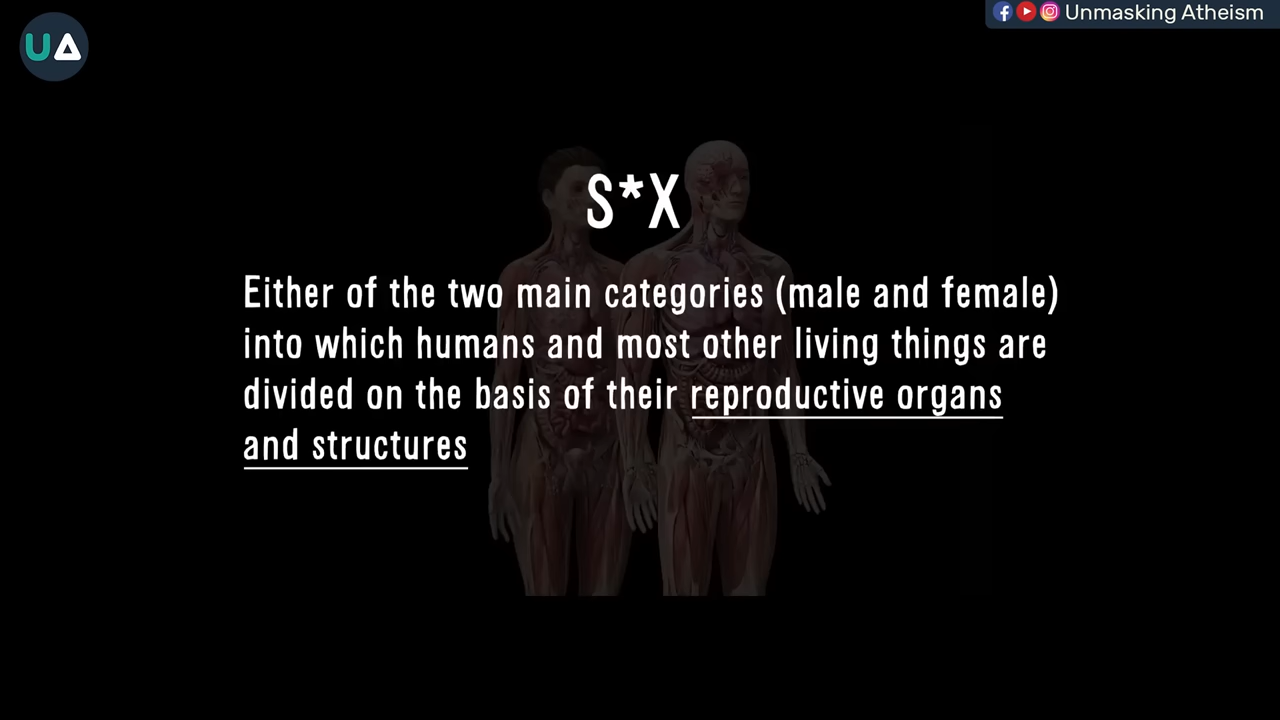 UA
Unmasking Atheism
S*X
Either of the two main categories (male and female)
into which humans and most other living things are
divided on the basis of their reproductive organs
and structures